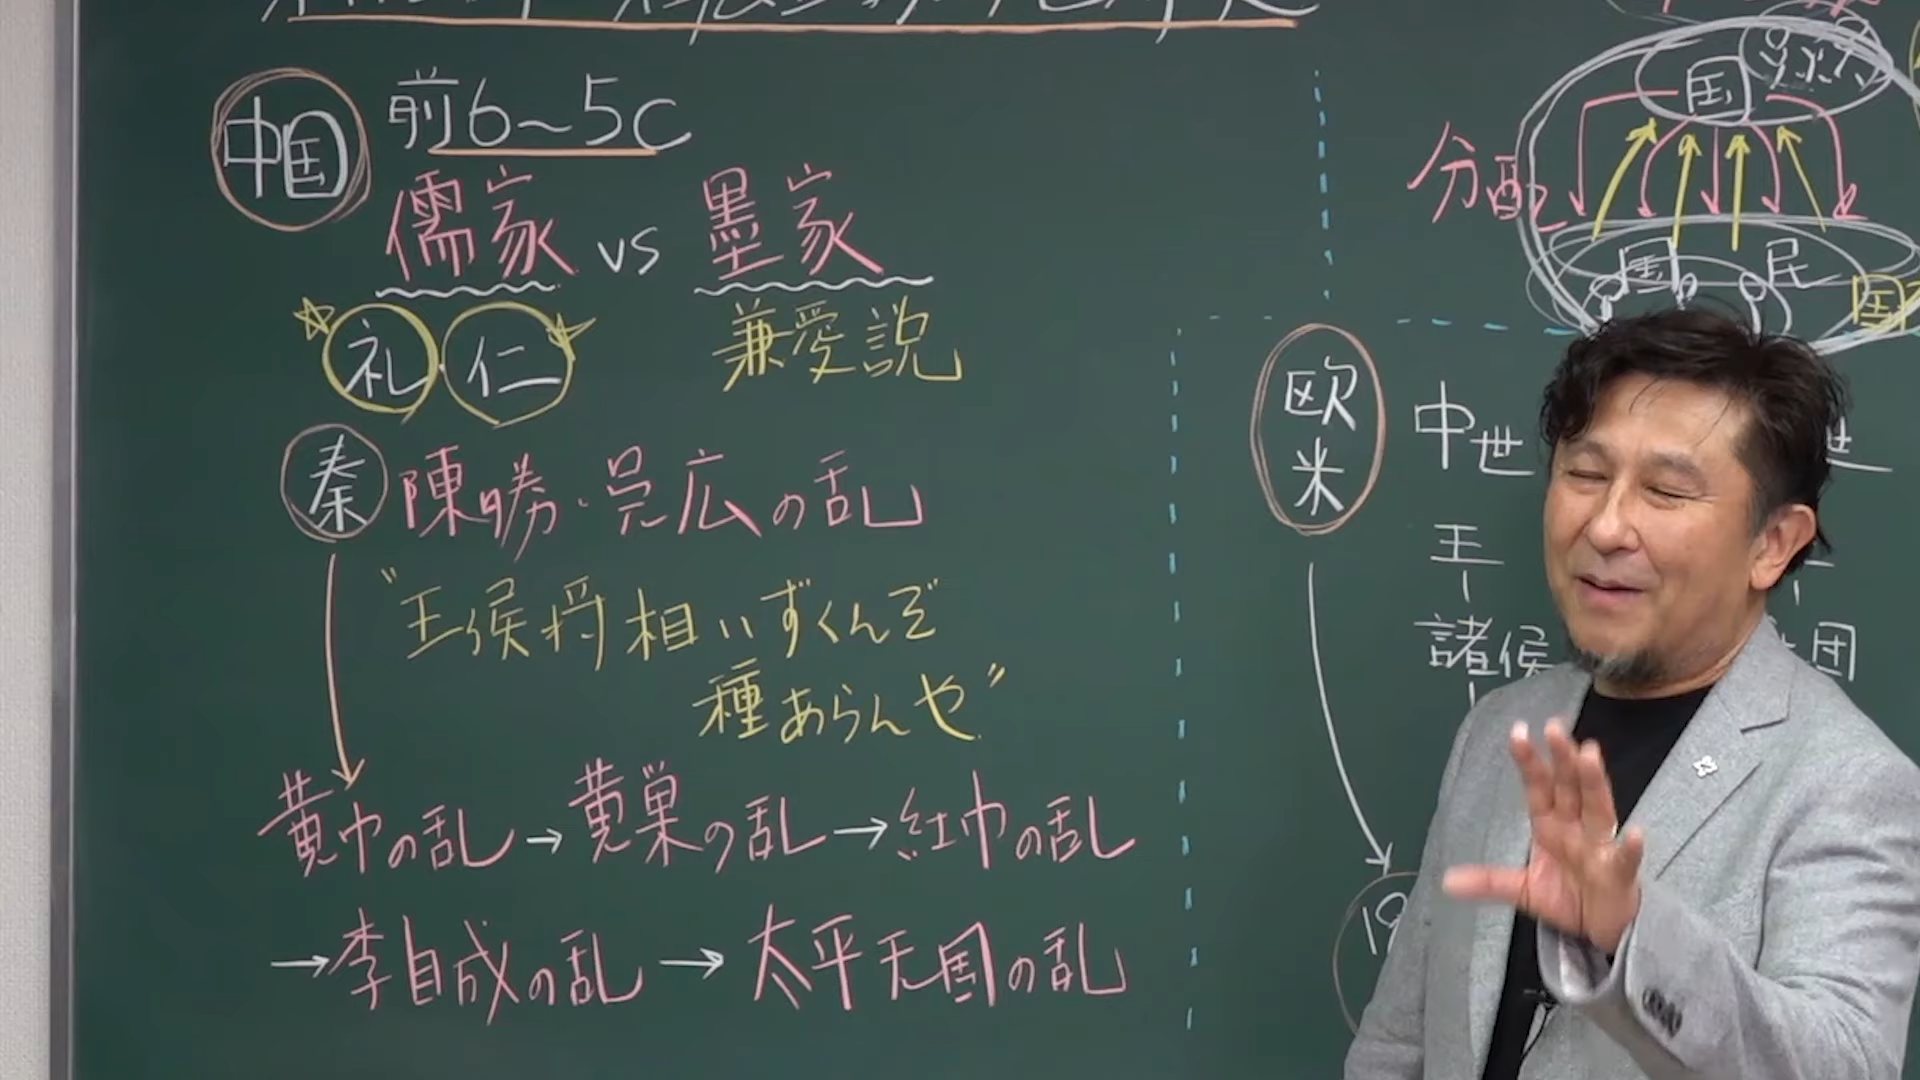 中国 前6～5c
儒家 vs 墨家
礼・仁 兼愛説
秦 陳勝・呉広の乱
"王侯将相いずくんぞ
種あらんや"
黄巾の乱→黄巣の乱→紅巾の乱
→李自成の乱→太平天国の乱
国
分配
国民
国
欧米
中世
王
諸侯 団